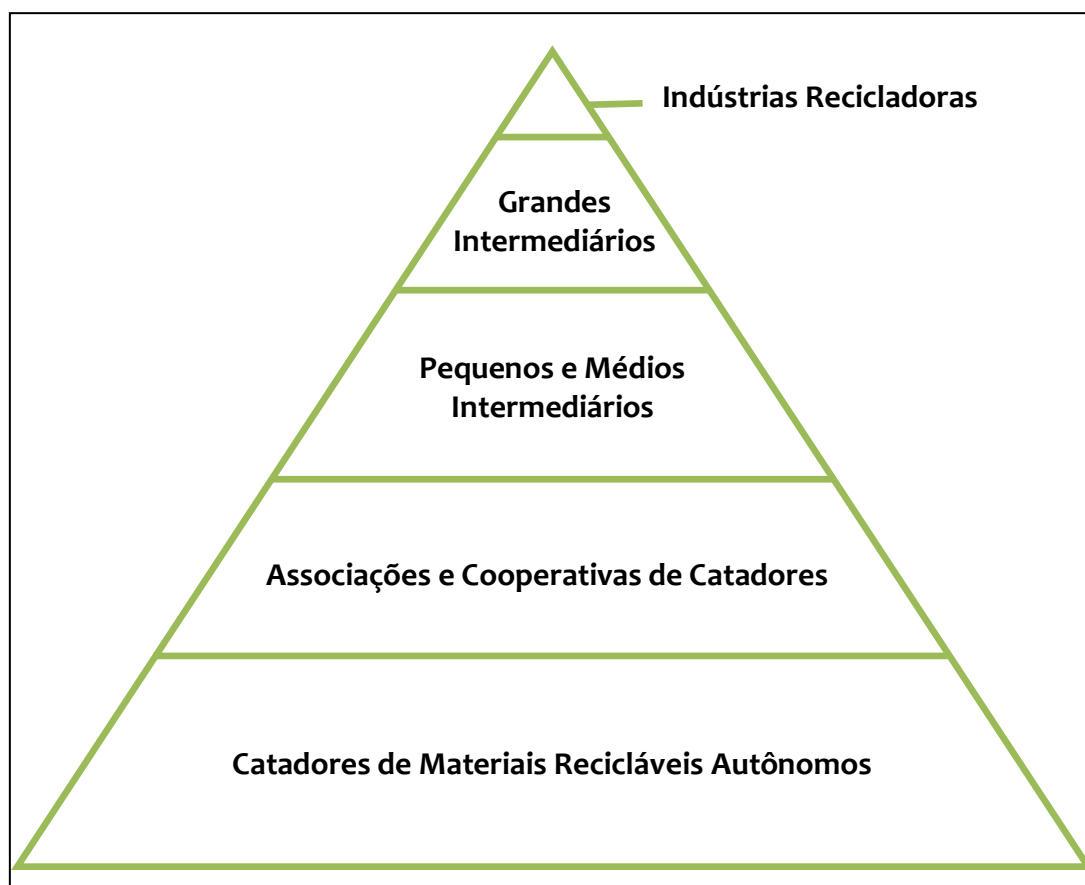 Indústrias Recicladoras
Grandes
Intermediários
Pequenos e Médios
Intermediários
Associações e Cooperativas de Catadores
Catadores de Materiais Recicláveis Autônomos